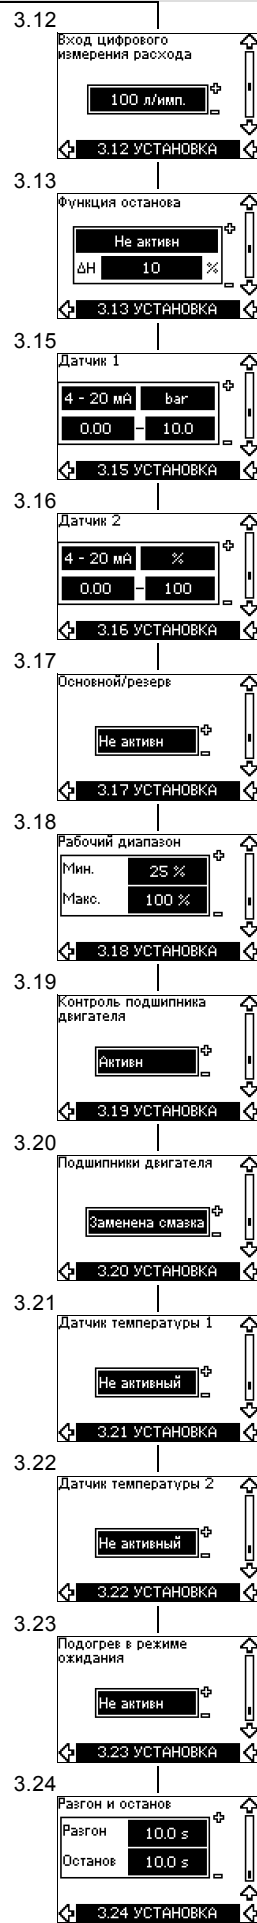 3.12
Вход цифрового
измерения расхода
100 л/имп.
3.12 УСТАНОВКА
3.13
Функция останова
Не активн
ΔH 10 %
3.13 УСТАНОВКА
3.15
Датчик 1
4 - 20 мА bar
0.00 - 10.0
3.15 УСТАНОВКА
3.16
Датчик 2
4 - 20 мА %
0.00 - 100
3.16 УСТАНОВКА
3.17
Основной/резерв
Не активн
3.17 УСТАНОВКА
3.18
Рабочий диапазон
Мин. 25 %
Макс. 100 %
3.18 УСТАНОВКА
3.19
Контроль подшипника
двигателя
Активн
3.19 УСТАНОВКА
3.20
Подшипники двигателя
Заменена смазка
3.20 УСТАНОВКА
3.21
Датчик температуры 1
Не активный
3.21 УСТАНОВКА
3.22
Датчик температуры 2
Не активный
3.22 УСТАНОВКА
3.23
Подогрев в режиме
ожидания
Не активн
3.23 УСТАНОВКА
3.24
Разгон и останов
Разгон 10.0 s
Останов 10.0 s
3.24 УСТАНОВКА